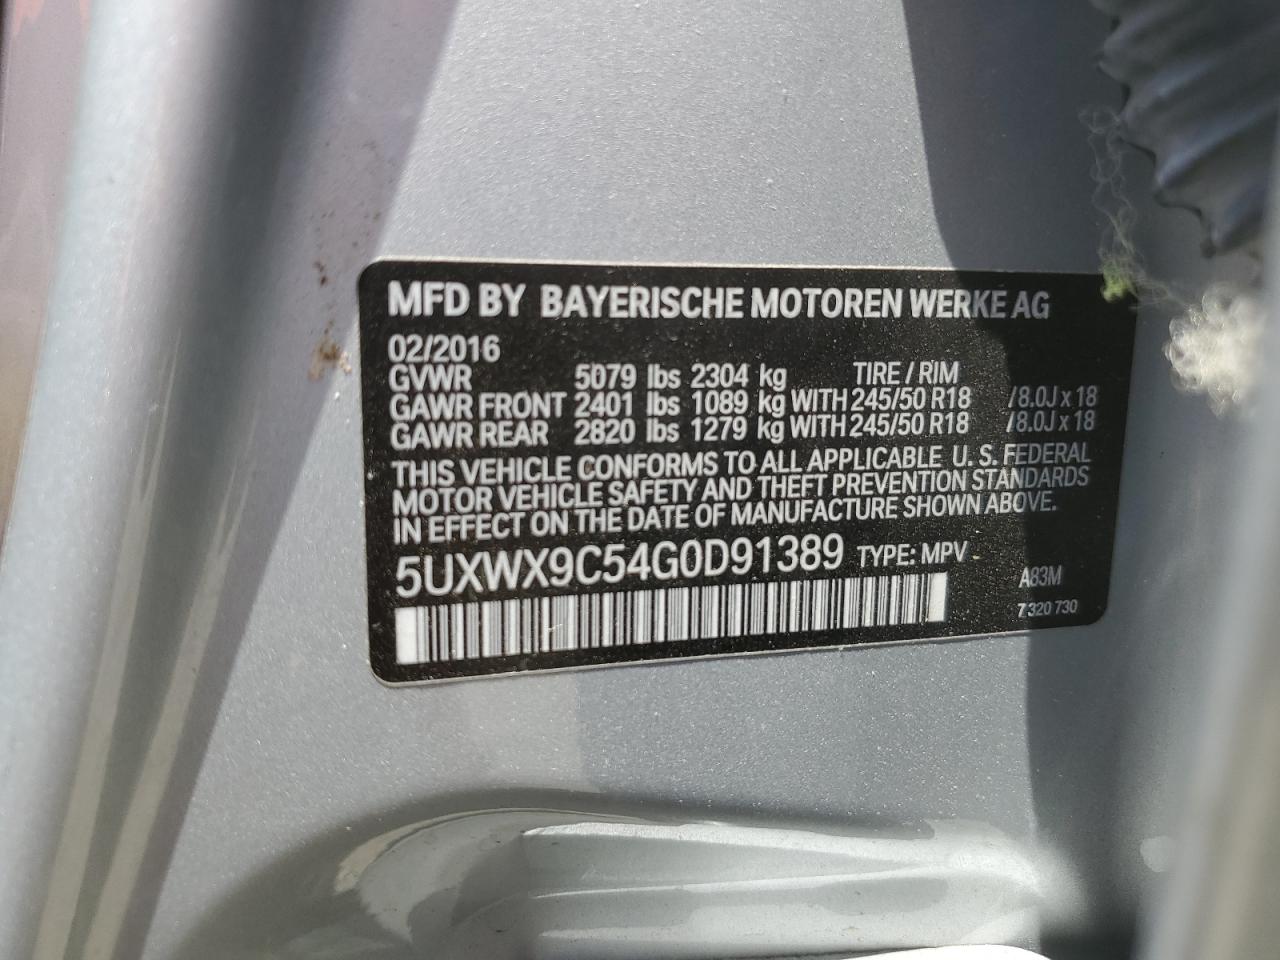 MFD BY BAYERISCHE MOTOREN WERKE AG
02/2016
GVWR 5079 lbs 2304 kg TIRE / RIM
GAWR FRONT 2401 lbs 1089 kg WITH 245/50 R18 /8.0J x 18
GAWR REAR 2820 lbs 1279 kg WITH 245/50 R18 /8.0J x 18
THIS VEHICLE CONFORMS TO ALL APPLICABLE U. S. FEDERAL
MOTOR VEHICLE SAFETY AND THEFT PREVENTION STANDARDS
IN EFFECT ON THE DATE OF MANUFACTURE SHOWN ABOVE.
5UXWX9C54G0D91389 TYPE: MPV
A83M
7 320 730